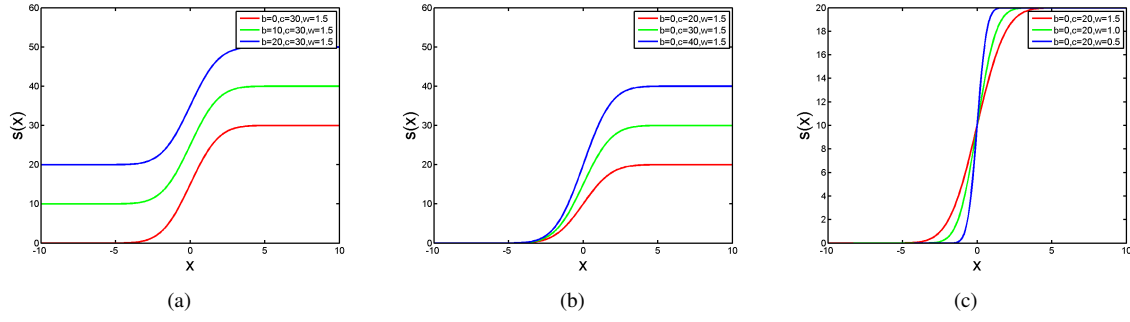 60
50
40
30
20
10
0
-10
-5
0
5
10
s(x)
x
b=0,c=30,w=1.5
b=10,c=30,w=1.5
b=20,c=30,w=1.5
(a)
60
50
40
30
20
10
0
-10
-5
0
5
10
s(x)
x
b=0,c=20,w=1.5
b=0,c=30,w=1.5
b=0,c=40,w=1.5
(b)
20
18
16
14
12
10
8
6
4
2
0
-10
-5
0
5
10
s(x)
x
b=0,c=20,w=1.5
b=0,c=20,w=1.0
b=0,c=20,w=0.5
(c)